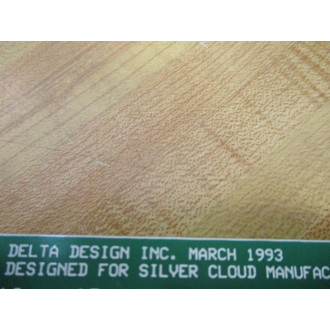 DELTA DESIGN INC. MARCH 1993
DESIGNED FOR SILVER CLOUD MANUFAC